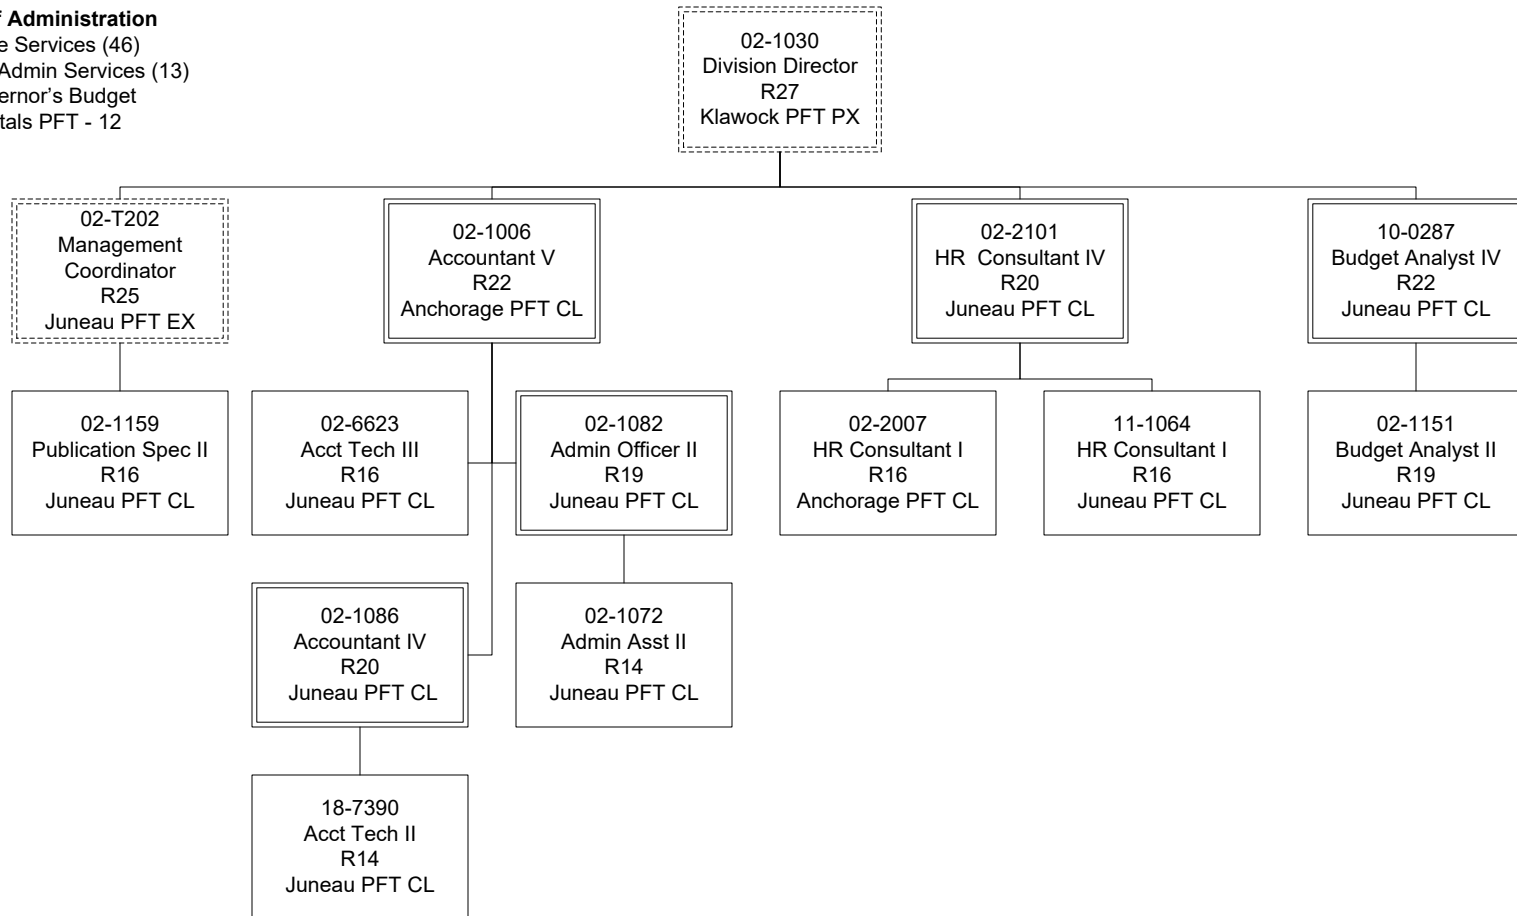 Administration
Services (46)
Admin Services (13)
Budget
PFT - 12
02-1030
Division Director
R27
Klawock PFT PX
02-T202
Management
Coordinator
R25
Juneau PFT EX
02-1006
Accountant V
R22
Anchorage PFT CL
02-2101
HR  Consultant IV
R20
Juneau PFT CL
10-0287
Budget Analyst IV
R22
Juneau PFT CL
02-1159
Publication Spec II
R16
Juneau PFT CL
02-6623
Acct Tech III
R16
Juneau PFT CL
02-1082
Admin Officer II
R19
Juneau PFT CL
02-2007
HR Consultant I
R16
Anchorage PFT CL
11-1064
HR Consultant I
R16
Juneau PFT CL
02-1151
Budget Analyst II
R19
Juneau PFT CL
02-1086
Accountant IV
R20
Juneau PFT CL
02-1072
Admin Asst II
R14
Juneau PFT CL
18-7390
Acct Tech II
R14
Juneau PFT CL